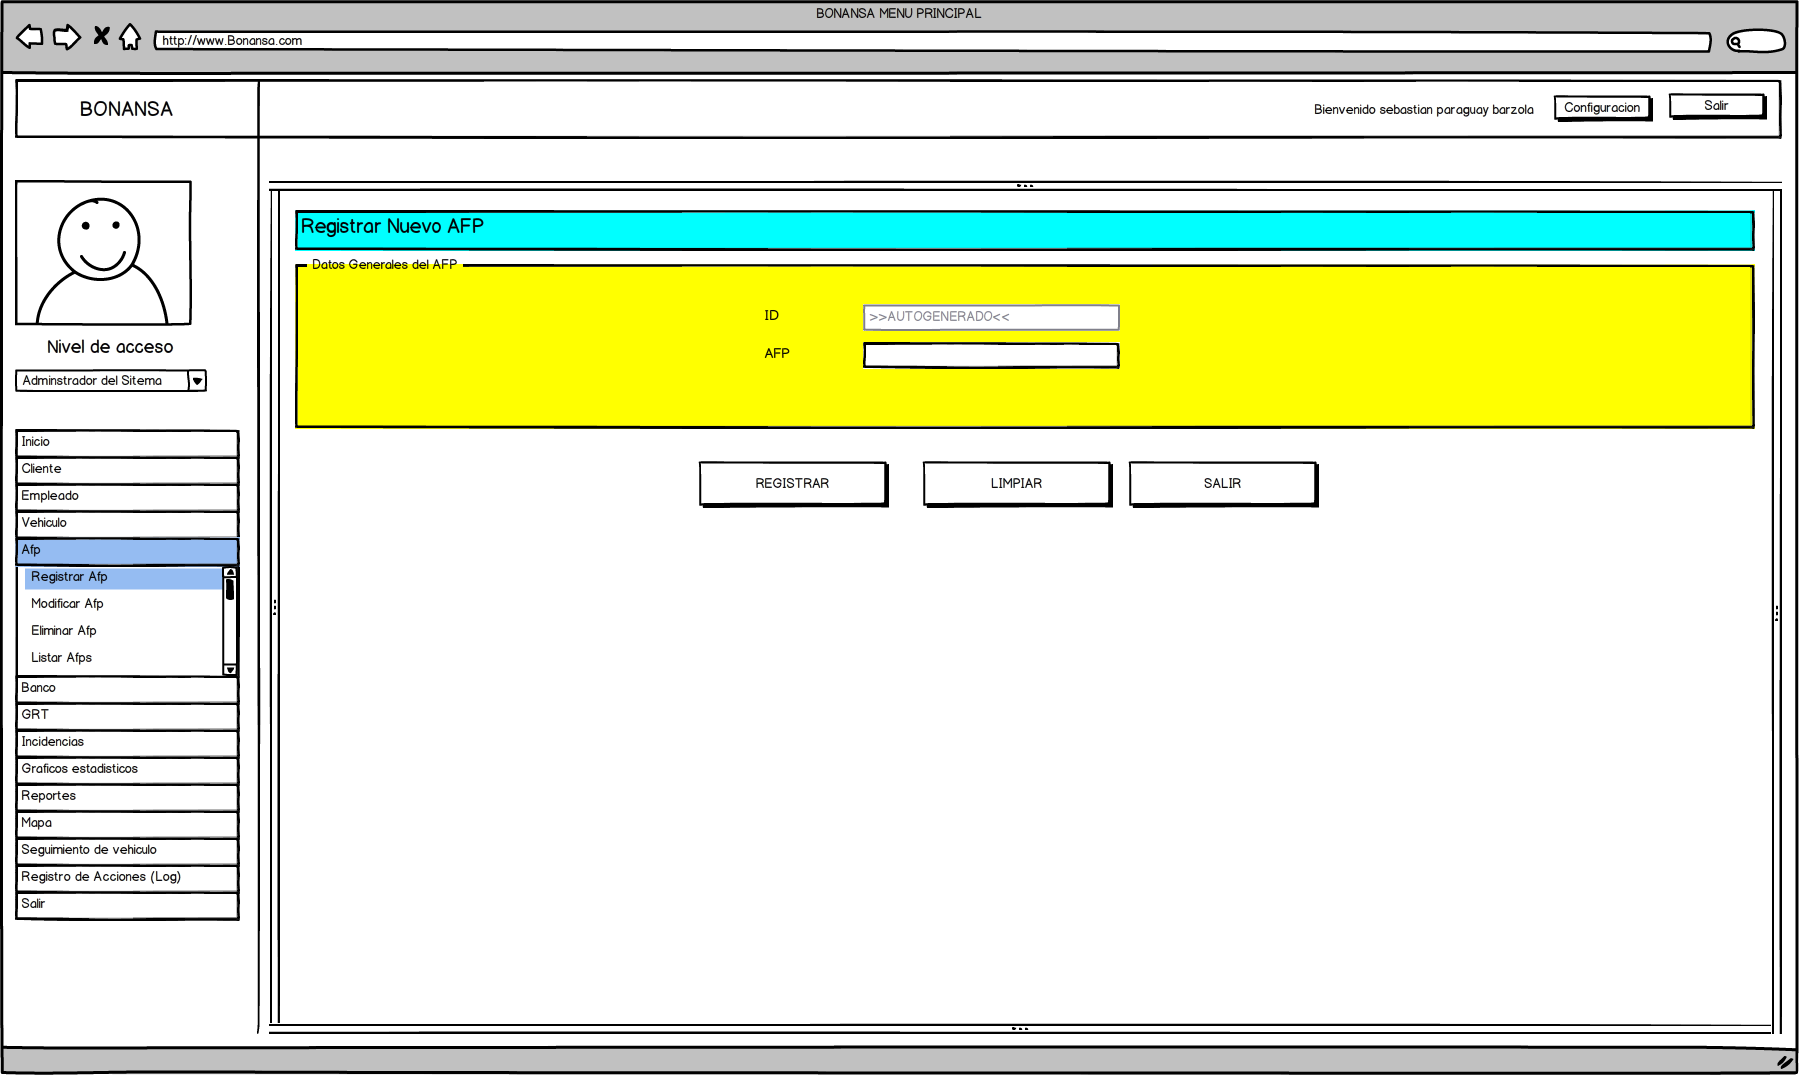 BONANSA MENU PRINCIPAL
http://www.Bonansa.com
BONANSA
Bienvenido sebastian paraguay barzola
Configuracion
Salir
Nivel de acceso
Adminstrador del Sitema
Inicio
Cliente
Empleado
Vehiculo
Afp
Registrar Afp
Modificar Afp
Eliminar Afp
Listar Afps
Banco
GRT
Incidencias
Graficos estadisticos
Reportes
Mapa
Seguimiento de vehiculo
Registro de Acciones (Log)
Salir
Registrar Nuevo AFP
Datos Generales del AFP
ID
>>AUTOGENERADO<<
AFP
REGISTRAR
LIMPIAR
SALIR